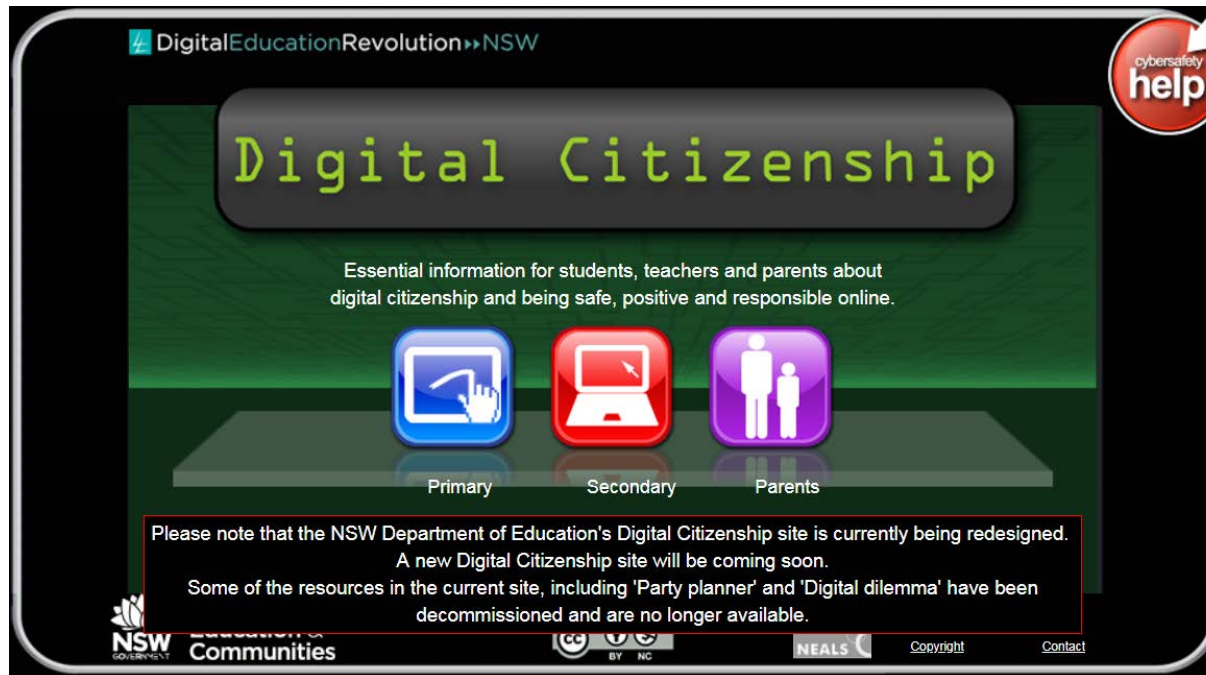 DigitalEducationRevolution▸▸NSW
cybersafety
help
Digital Citizenship
Essential information for students, teachers and parents about
digital citizenship and being safe, positive and responsible online.
Primary
Secondary
Parents
Please note that the NSW Department of Education's Digital Citizenship site is currently being redesigned.
A new Digital Citizenship site will be coming soon.
Some of the resources in the current site, including 'Party planner' and 'Digital dilemma' have been
decommissioned and are no longer available.
NSW
GOVERNMENT
Education &
Communities
CC
BY NC
NEALS
Copyright
Contact